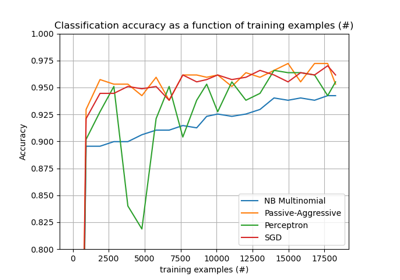 Classification accuracy as a function of training examples (#)
1.000
0.975
0.950
0.925
0.900
0.875
0.850
0.825
0.800
Accuracy
NB Multinomial
Passive-Aggressive
Perceptron
SGD
0 2500 5000 7500 10000 12500 15000 17500
training examples (#)